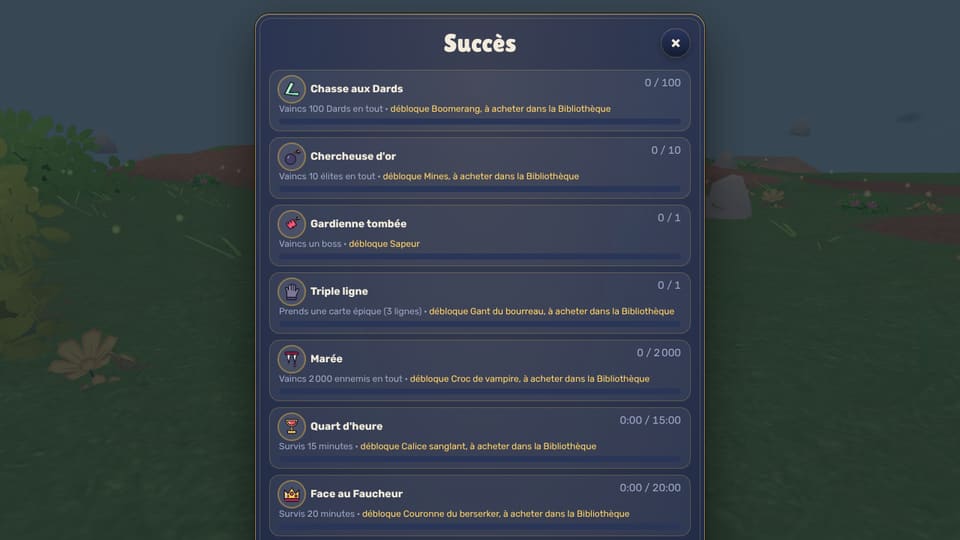 Succès
Chasse aux Dards
0 / 100
Vaincs 100 Dards en tout • débloque Boomerang, à acheter dans la Bibliothèque
Chercheuse d'or
0 / 10
Vaincs 10 élites en tout • débloque Mines, à acheter dans la Bibliothèque
Gardienne tombée
0 / 1
Vaincs un boss • débloque Sapeur
Triple ligne
0 / 1
Prends une carte épique (3 lignes) • débloque Gant du bourreau, à acheter dans la Bibliothèque
Marée
0 / 2 000
Vaincs 2 000 ennemis en tout • débloque Croc de vampire, à acheter dans la Bibliothèque
Quart d'heure
0:00 / 15:00
Survis 15 minutes • débloque Calice sanglant, à acheter dans la Bibliothèque
Face au Faucheur
0:00 / 20:00
Survis 20 minutes • débloque Couronne du berserker, à acheter dans la Bibliothèque